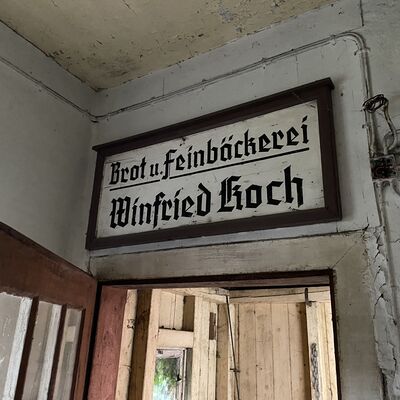 Brot u. Feinbäckerei
Winfried Koch